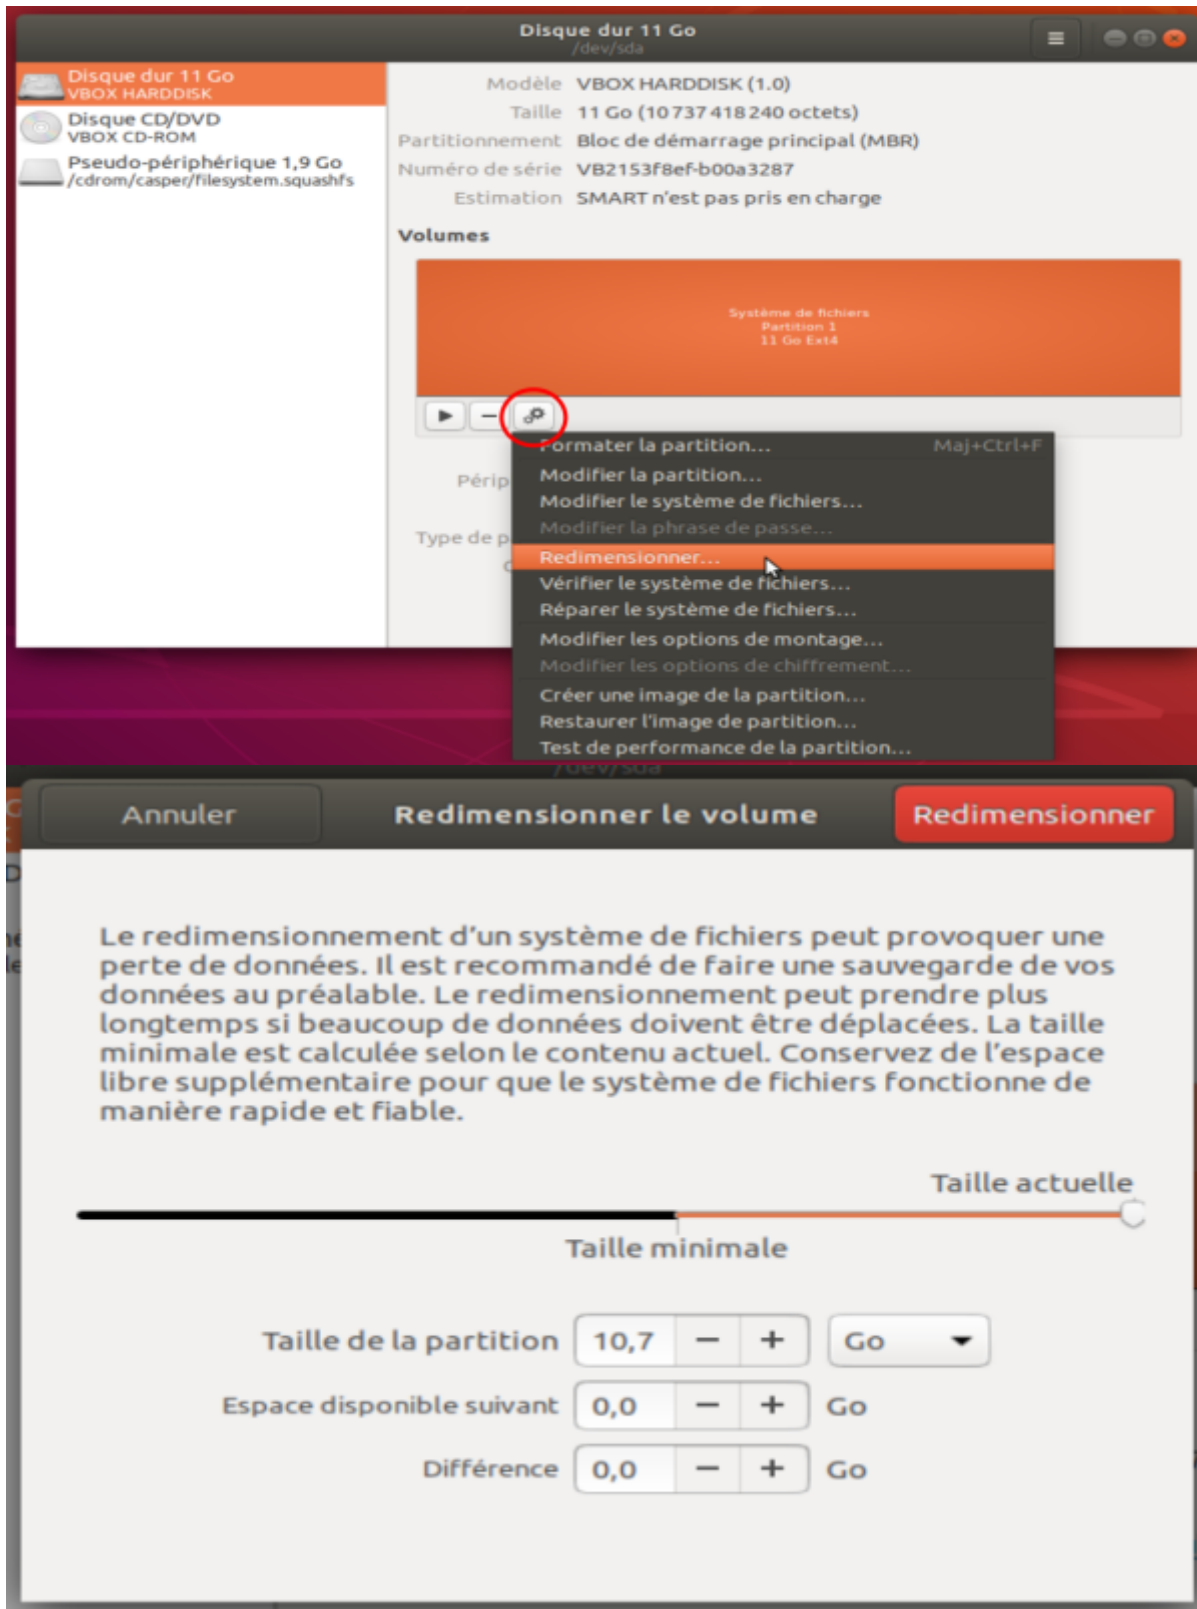 Disque dur 11 Go
/dev/sda
Disque dur 11 Go
VBOX HARDDISK
Disque CD/DVD
VBOX CD-ROM
Pseudo-périphérique 1,9 Go
/cdrom/casper/filesystem.squashfs
Modèle VBOX HARDDISK (1.0)
Taille 11 Go (10 737 418 240 octets)
Partitionnement Bloc de démarrage principal (MBR)
Numéro de série VB2153f8ef-b00a3287
Estimation SMART n'est pas pris en charge
Volumes
Système de fichiers
Partition 1
11 Go Ext4
Formater la partition... Maj+Ctrl+F
Périp
Modifier la partition...
Modifier le système de fichiers...
Modifier la phrase de passe...
Type de p
Redimensionner...
Vérifier le système de fichiers...
Réparer le système de fichiers...
Modifier les options de montage...
Modifier les options de chiffrement...
Créer une image de la partition...
Restaurer l'image de partition...
Test de performance de la partition...
/dev/sda
Annuler Redimensionner le volume Redimensionner
Le redimensionnement d'un système de fichiers peut provoquer une
perte de données. Il est recommandé de faire une sauvegarde de vos
données au préalable. Le redimensionnement peut prendre plus
longtemps si beaucoup de données doivent être déplacées. La taille
minimale est calculée selon le contenu actuel. Conservez de l'espace
libre supplémentaire pour que le système de fichiers fonctionne de
manière rapide et fiable.
Taille actuelle
Taille minimale
Taille de la partition 10,7 − + Go
Espace disponible suivant 0,0 − + Go
Différence 0,0 − + Go